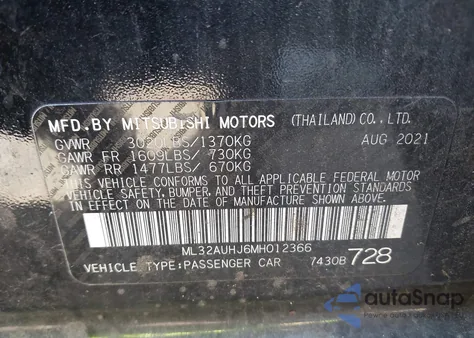 MFD.BY MITSUBISHI MOTORS (THAILAND) CO., LTD.
GVWR 3020LBS/1370KG AUG 2021
GAWR FR 1609LBS/ 730KG
GAWR RR 1477LBS/ 670KG
THIS VEHICLE CONFORMS TO ALL APPLICABLE FEDERAL MOTOR
VEHICLE SAFETY, BUMPER, AND THEFT PREVENTION STANDARDS
IN EFFECT ON THE DATE OF MANUFACTURE SHOWN ABOVE.
ML32AUHJ6MH012366
VEHICLE TYPE:PASSENGER CAR 7430B 728
autoSnap